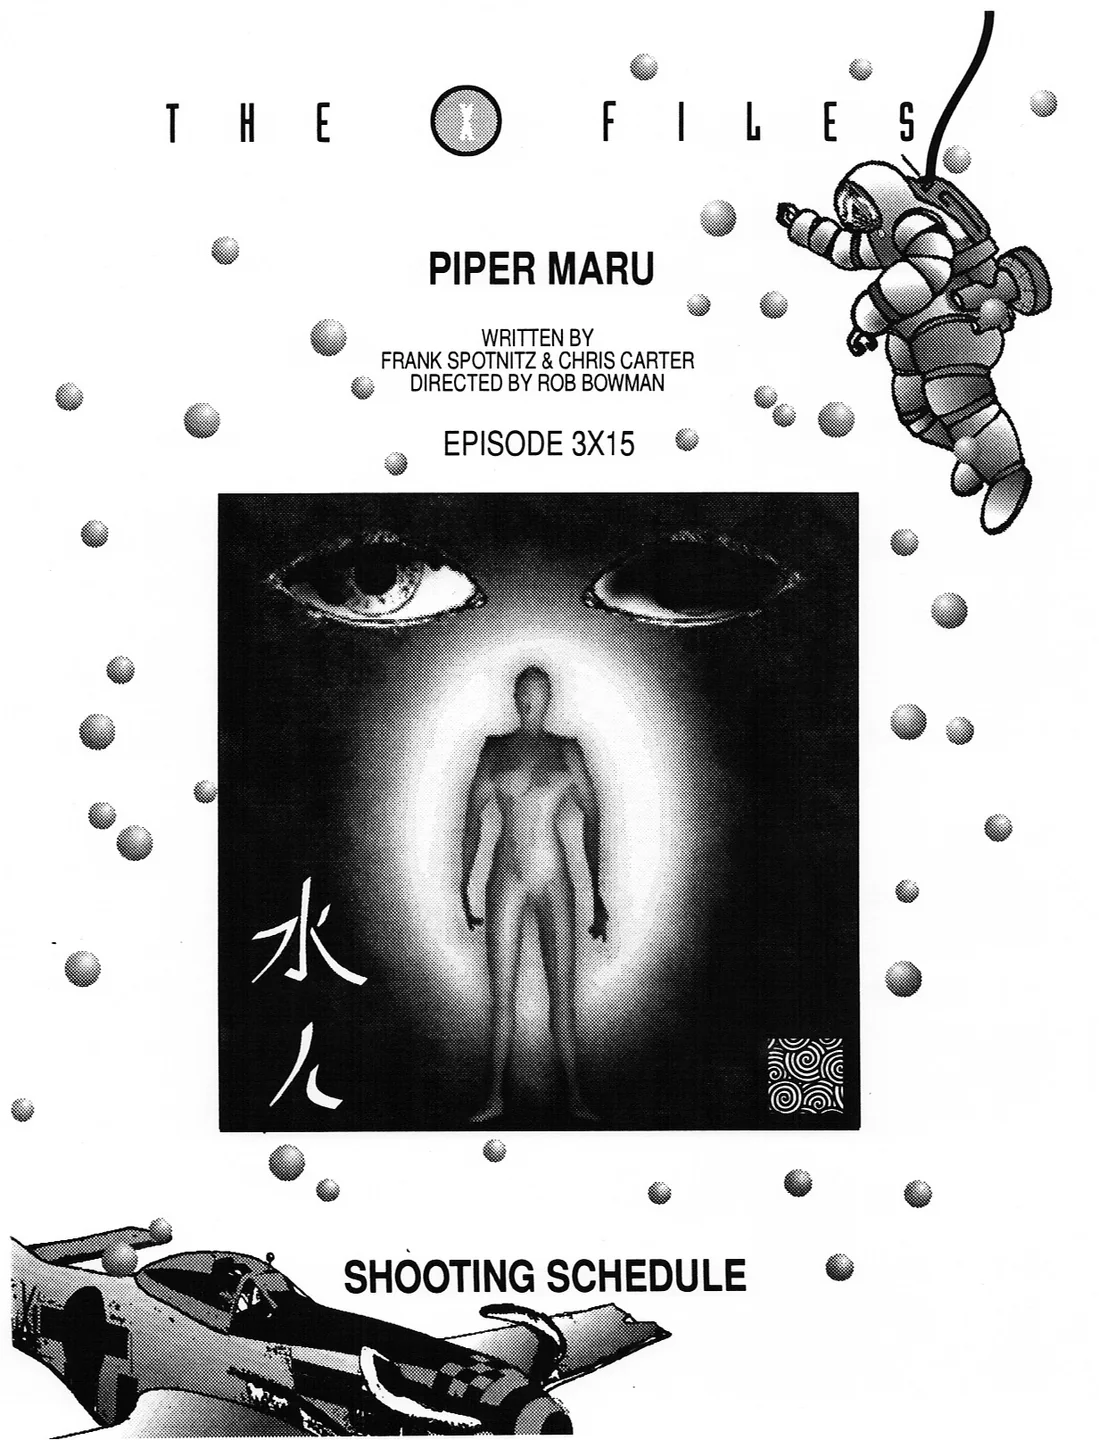 THE X FILES
PIPER MARU
WRITTEN BY
FRANK SPOTNITZ & CHRIS CARTER
DIRECTED BY ROB BOWMAN
EPISODE 3X15
水
人
SHOOTING SCHEDULE